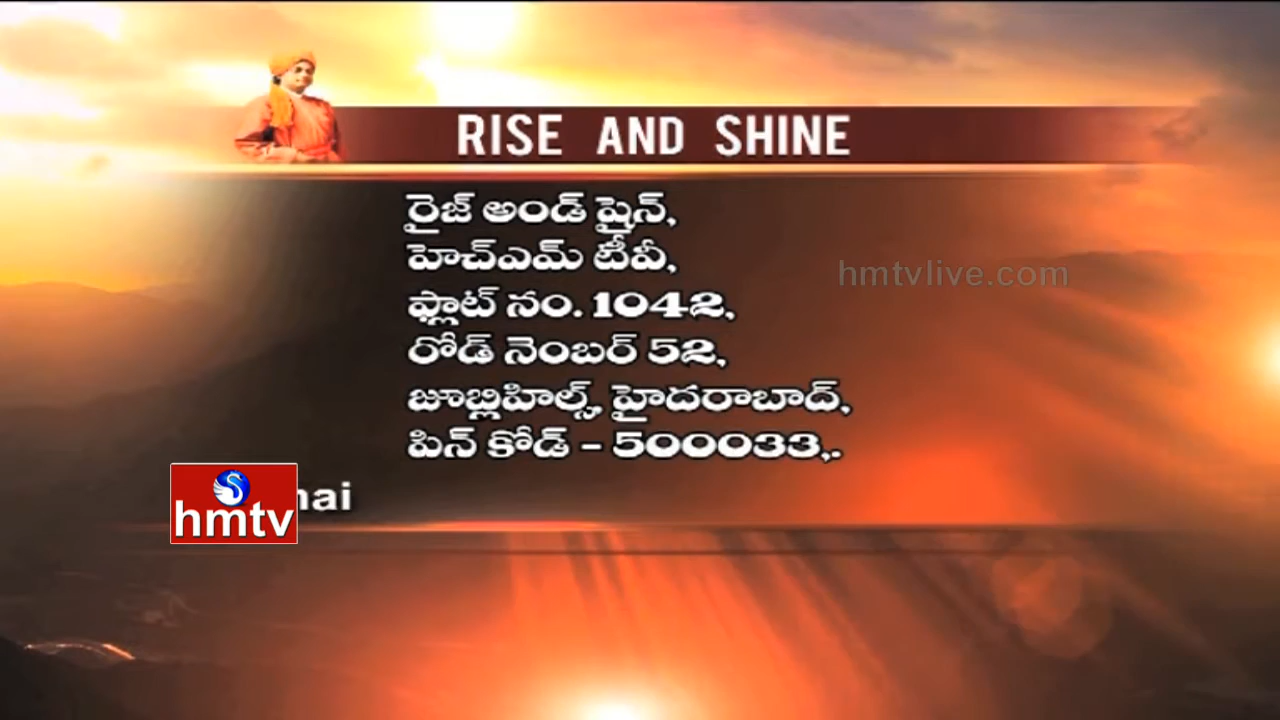 RISE AND SHINE
రైజ్ అండ్ షైన్,
హెచ్ఎమ్ టీవీ,
hmtvlive.com
ఫ్లాట్ నం. 1042,
రోడ్ నెంబర్ 52,
జూబ్లిహిల్స్, హైదరాబాద్,
పిన్ కోడ్ - 500033,.
hmtv